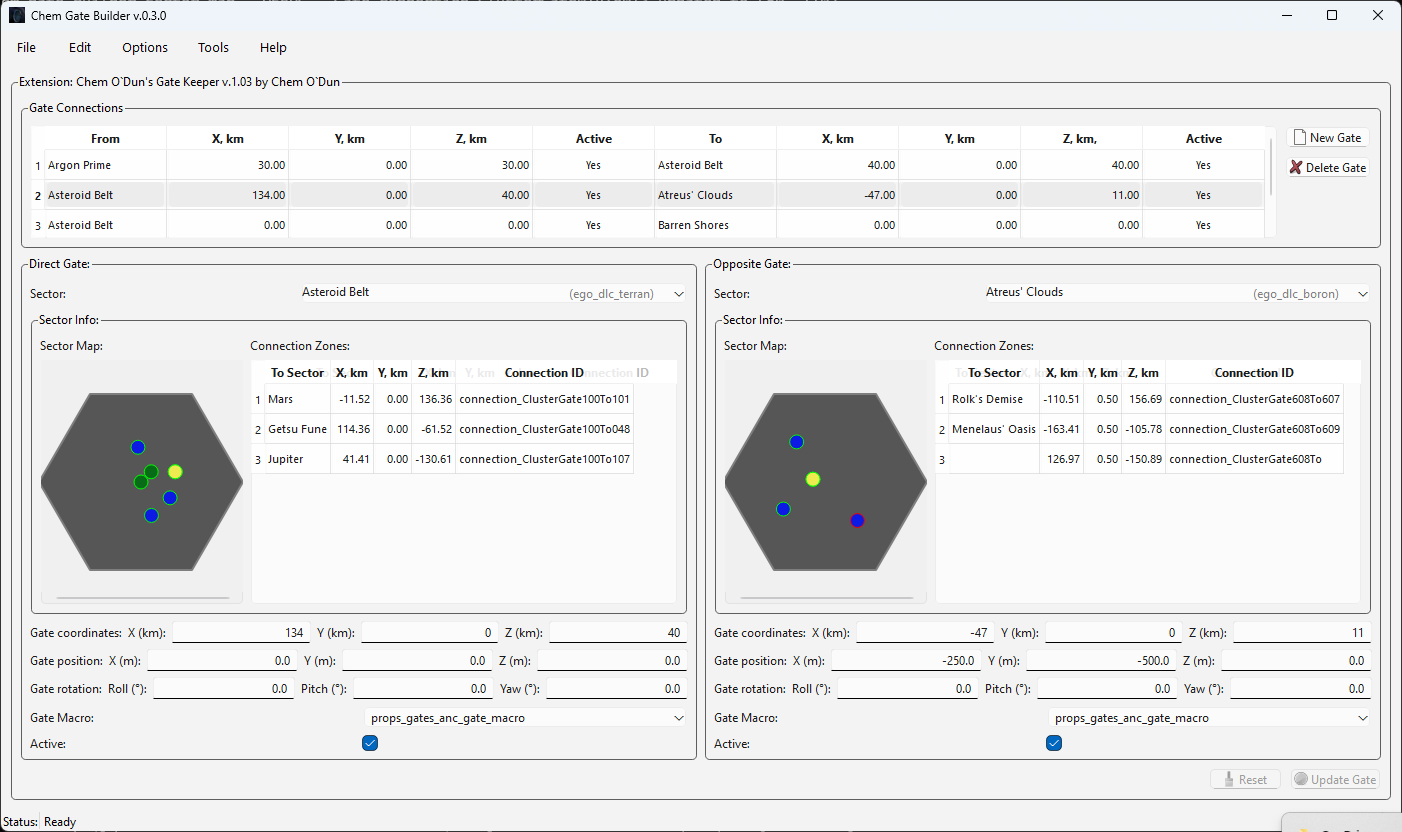 Chem Gate Builder v.0.3.0
File Edit Options Tools Help
Extension: Chem O`Dun's Gate Keeper v.1.03 by Chem O`Dun
Gate Connections
From X, km Y, km Z, km Active To X, km Y, km Z, km, Active
1 Argon Prime 30.00 0.00 30.00 Yes Asteroid Belt 40.00 0.00 40.00 Yes
2 Asteroid Belt 134.00 0.00 40.00 Yes Atreus' Clouds -47.00 0.00 11.00 Yes
3 Asteroid Belt 0.00 0.00 0.00 Yes Barren Shores 0.00 0.00 0.00 Yes
New Gate
Delete Gate
Direct Gate:
Sector: Asteroid Belt (ego_dlc_terran)
Sector Info:
Sector Map: Connection Zones:
To Sector X, km Y, km Z, km Connection ID
1 Mars -11.52 0.00 136.36 connection_ClusterGate100To101
2 Getsu Fune 114.36 0.00 -61.52 connection_ClusterGate100To048
3 Jupiter 41.41 0.00 -130.61 connection_ClusterGate100To107
Gate coordinates: X (km): 134 Y (km): 0 Z (km): 40
Gate position: X (m): 0.0 Y (m): 0.0 Z (m): 0.0
Gate rotation: Roll (°): 0.0 Pitch (°): 0.0 Yaw (°): 0.0
Gate Macro: props_gates_anc_gate_macro
Active:
Opposite Gate:
Sector: Atreus' Clouds (ego_dlc_boron)
Sector Info:
Sector Map: Connection Zones:
To Sector X, km Y, km Z, km Connection ID
1 Rolk's Demise -110.51 0.50 156.69 connection_ClusterGate608To607
2 Menelaus' Oasis -163.41 0.50 -105.78 connection_ClusterGate608To609
3 126.97 0.50 -150.89 connection_ClusterGate608To
Gate coordinates: X (km): -47 Y (km): 0 Z (km): 11
Gate position: X (m): -250.0 Y (m): -500.0 Z (m): 0.0
Gate rotation: Roll (°): 0.0 Pitch (°): 0.0 Yaw (°): 0.0
Gate Macro: props_gates_anc_gate_macro
Active:
Reset Update Gate
Status: Ready